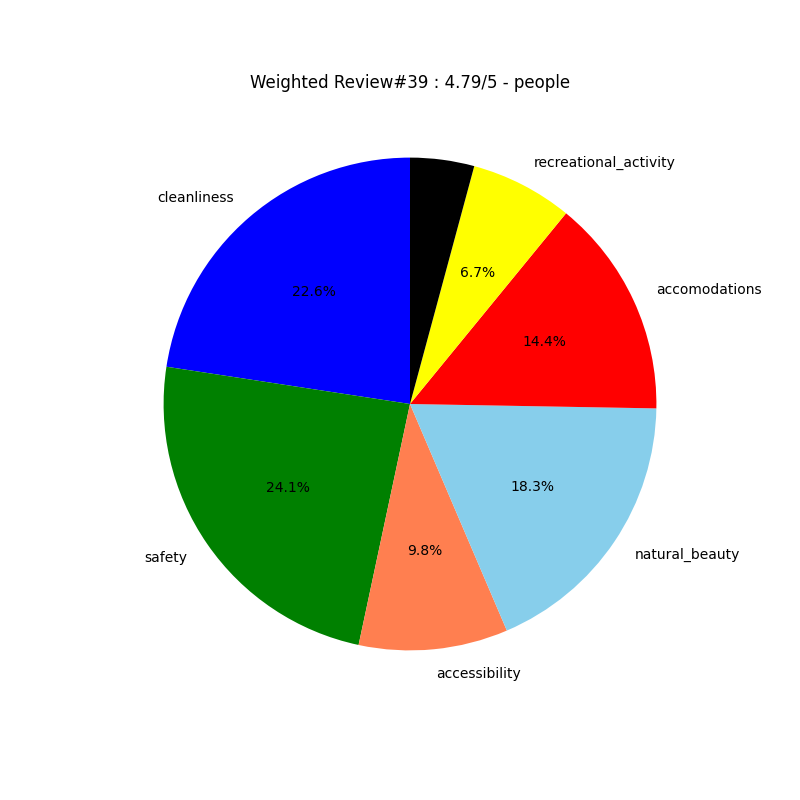 Weighted Review#39 : 4.79/5 - people
recreational_activity
cleanliness
6.7%
accomodations
22.6%
14.4%
18.3%
24.1%
9.8%
natural_beauty
safety
accessibility